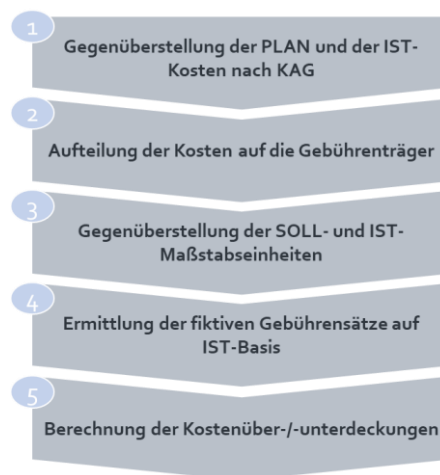 1
Gegenüberstellung der PLAN und der IST-
Kosten nach KAG
2
Aufteilung der Kosten auf die Gebührenträger
3
Gegenüberstellung der SOLL- und IST-
Maßstabseinheiten
4
Ermittlung der fiktiven Gebührensätze auf
IST-Basis
5
Berechnung der Kostenüber-/-unterdeckungen